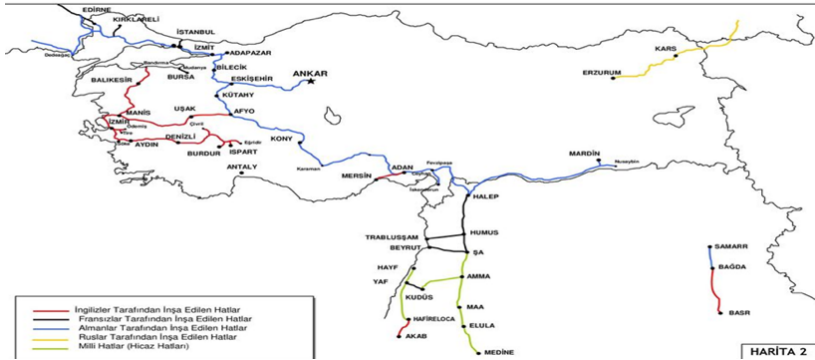 EDİRNE
KIRKLARELİ
İSTANBUL
Dedeağaç
İZMİT
ADAPAZAR
Bandırma
Mudanya
BURSA
BİLECİK
BALIKESİR
ESKİŞEHİR
ANKAR
KÜTAHY
MANİS
UŞAK
AFYO
İZMİR
Ödemiş
Tire
Çivril
AYDIN
DENİZLİ
Eğirdir
ISPART
BURDUR
KONY
ANTALY
Karaman
MERSİN
ADAN
Fevzipaşa
İskenderun
MARDİN
Nuseybin
KARS
ERZURUM
HALEP
HUMUS
TRABLUSŞAM
BEYRUT
ŞA
HAYF
YAF
KUDÜS
AMMA
MAA
HAFİRELOCA
AKAB
ELULA
MEDİNE
SAMARR
BAĞDA
BASR
İngilizler Tarafından İnşa Edilen Hatlar
Fransızlar Tarafından İnşa Edilen Hatlar
Almanlar Tarafından İnşa Edilen Hatlar
Ruslar Tarafından İnşa Edilen Hatlar
Milli Hatlar (Hicaz Hatları)
HARİTA 2